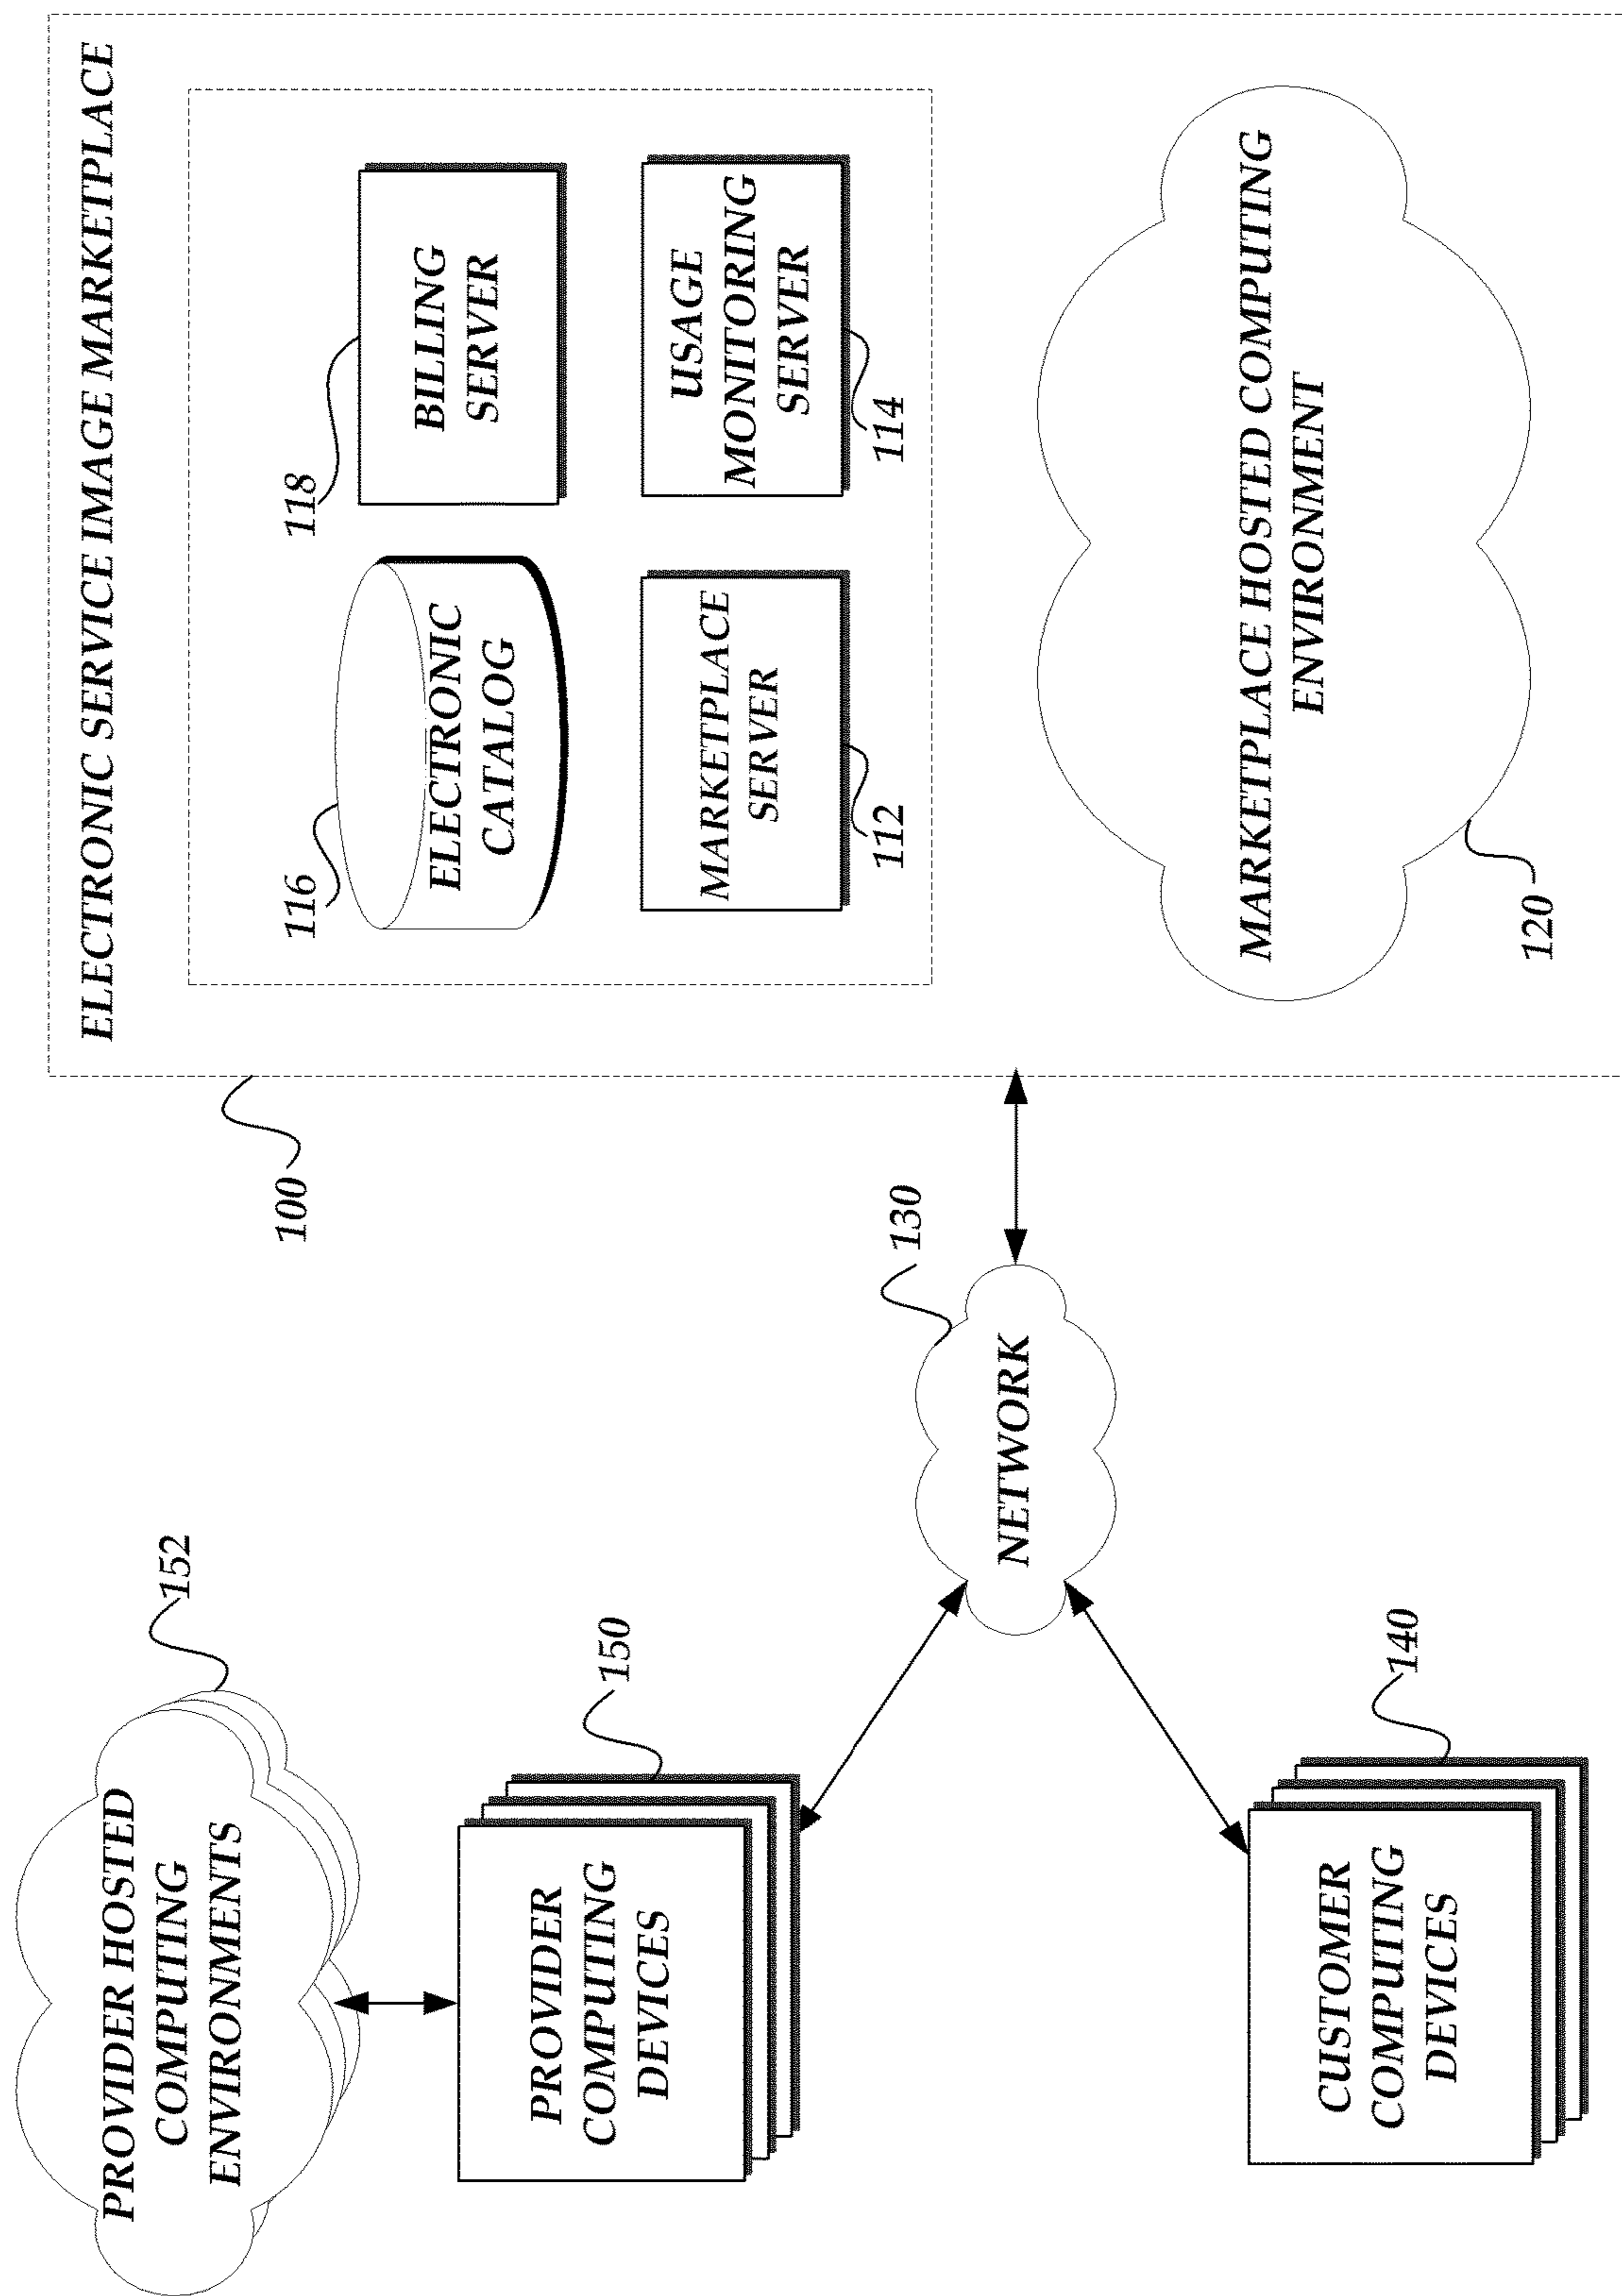 ELECTRONIC SERVICE IMAGE MARKETPLACE
100
116
ELECTRONIC
CATALOG
118
BILLING
SERVER
MARKETPLACE
SERVER
112
USAGE
MONITORING
SERVER
114
MARKETPLACE HOSTED COMPUTING
ENVIRONMENT
120
NETWORK
130
PROVIDER HOSTED
COMPUTING
ENVIRONMENTS
152
PROVIDER
COMPUTING
DEVICES
150
CUSTOMER
COMPUTING
DEVICES
140